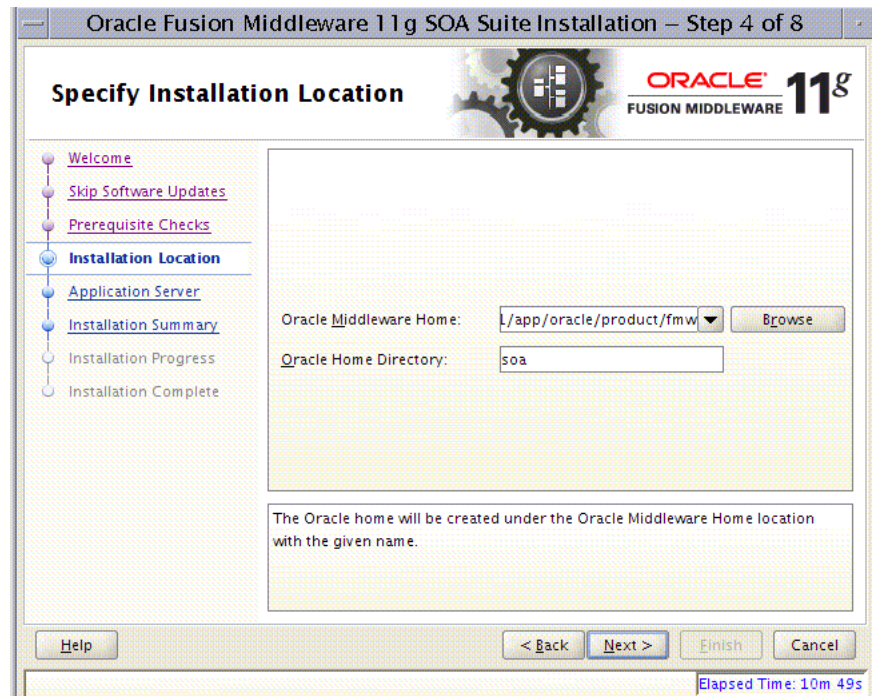 Oracle Fusion Middleware 11g SOA Suite Installation – Step 4 of 8
Specify Installation Location
ORACLE®
FUSION MIDDLEWARE 11g
Welcome
Skip Software Updates
Prerequisite Checks
Installation Location
Application Server
Installation Summary
Installation Progress
Installation Complete
Oracle Middleware Home: /app/oracle/product/fmw Browse
Oracle Home Directory: soa
The Oracle home will be created under the Oracle Middleware Home location
with the given name.
Help < Back Next > Finish Cancel
Elapsed Time: 10m 49s